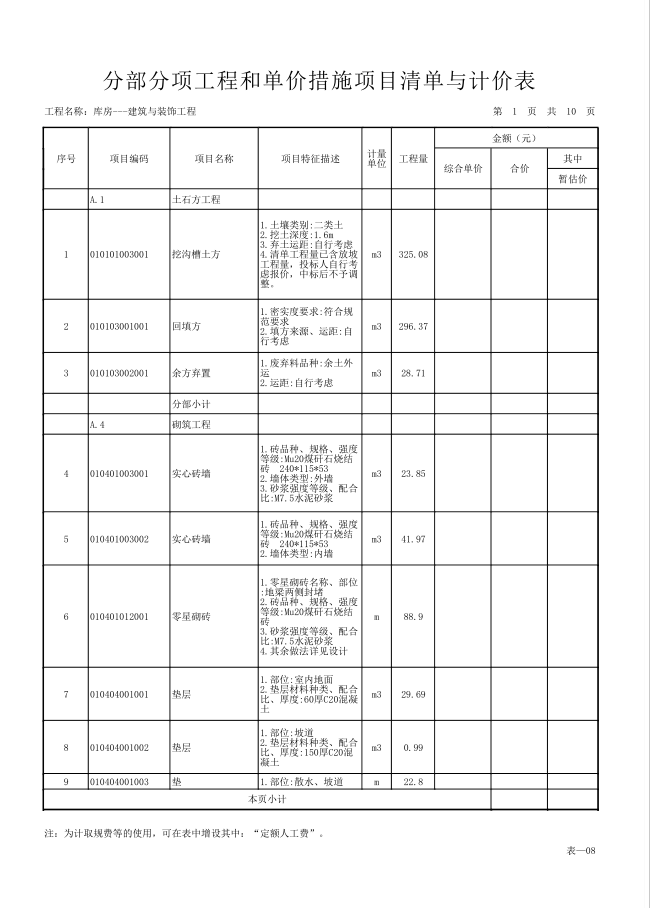 分部分项工程和单价措施项目清单与计价表
工程名称: 库房---建筑与装饰工程 第 1 页 共 10 页
序号 项目编码 项目名称 项目特征描述 计量单位 工程量 金额（元）
综合单价 合价 其中
暂估价
A.1 土石方工程
1 010101003001 挖沟槽土方 m3 325.08
1.土壤类别:二类土
2.挖土深度:1.6m
3.弃土运距:自行考虑
4.清单工程量已含放坡
工程量，投标人自行考
虑报价，中标后不予调
整。
2 010103001001 回填方 m3 296.37
1.密实度要求:符合规
范要求
2.填方来源、运距:自
行考虑
3 010103002001 余方弃置 m3 28.71
1.废弃料品种:余土外
运
2.运距:自行考虑
分部小计
A.4 砌筑工程
4 010401003001 实心砖墙 m3 23.85
1.砖品种、规格、强度
等级:Mu20煤矸石烧结
砖 240*115*53
2.墙体类型:外墙
3.砂浆强度等级、配合
比:M7.5水泥砂浆
5 010401003002 实心砖墙 m3 41.97
1.砖品种、规格、强度
等级:Mu20煤矸石烧结
砖 240*115*53
2.墙体类型:内墙
6 010401012001 零星砌砖 m 88.9
1.零星砌砖名称、部位
:地梁两侧封堵
2.砖品种、规格、强度
等级:Mu20煤矸石烧结
砖
3.砂浆强度等级、配合
比:M7.5水泥砂浆
4.其余做法详见设计
7 010404001001 垫层 m3 29.69
1.部位:室内地面
2.垫层材料种类、配合
比、厚度:60厚C20混凝
土
8 010404001002 垫层 m3 0.99
1.部位:坡道
2.垫层材料种类、配合
比、厚度:150厚C20混
凝土
9 010404001003 垫 1.部位:散水、坡道 m 22.8
本页小计
注: 为计取规费等的使用，可在表中增设其中: “定额人工费”。
表—08